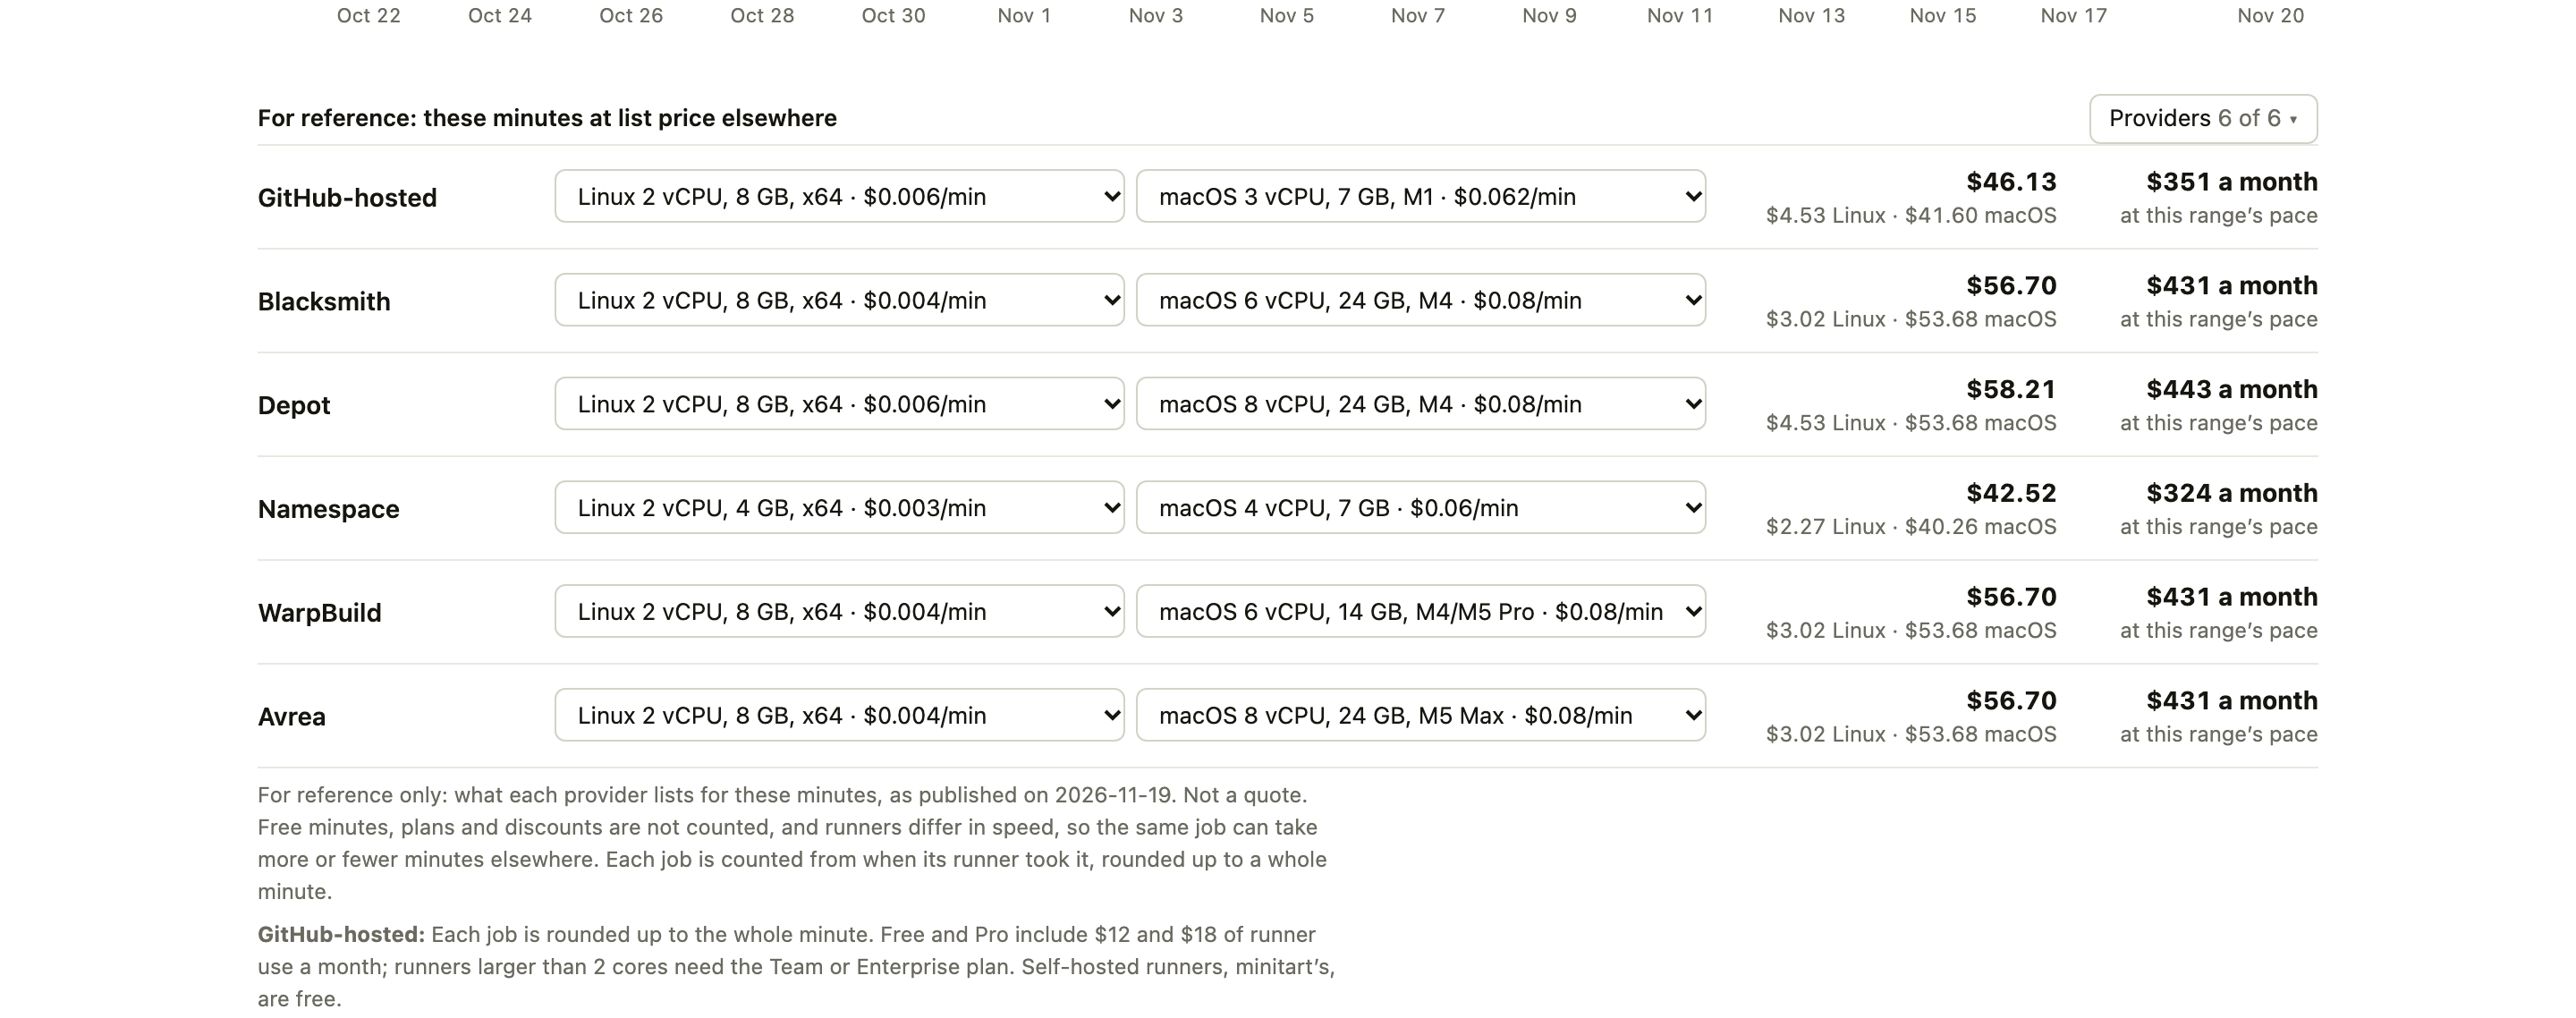 Oct 22 Oct 24 Oct 26 Oct 28 Oct 30 Nov 1 Nov 3 Nov 5 Nov 7 Nov 9 Nov 11 Nov 13 Nov 15 Nov 17 Nov 20
For reference: these minutes at list price elsewhere
Providers 6 of 6 ▾
GitHub-hosted
Linux 2 vCPU, 8 GB, x64 · $0.006/min
macOS 3 vCPU, 7 GB, M1 · $0.062/min
$46.13
$4.53 Linux · $41.60 macOS
$351 a month
at this range’s pace
Blacksmith
Linux 2 vCPU, 8 GB, x64 · $0.004/min
macOS 6 vCPU, 24 GB, M4 · $0.08/min
$56.70
$3.02 Linux · $53.68 macOS
$431 a month
at this range’s pace
Depot
Linux 2 vCPU, 8 GB, x64 · $0.006/min
macOS 8 vCPU, 24 GB, M4 · $0.08/min
$58.21
$4.53 Linux · $53.68 macOS
$443 a month
at this range’s pace
Namespace
Linux 2 vCPU, 4 GB, x64 · $0.003/min
macOS 4 vCPU, 7 GB · $0.06/min
$42.52
$2.27 Linux · $40.26 macOS
$324 a month
at this range’s pace
WarpBuild
Linux 2 vCPU, 8 GB, x64 · $0.004/min
macOS 6 vCPU, 14 GB, M4/M5 Pro · $0.08/min
$56.70
$3.02 Linux · $53.68 macOS
$431 a month
at this range’s pace
Avrea
Linux 2 vCPU, 8 GB, x64 · $0.004/min
macOS 8 vCPU, 24 GB, M5 Max · $0.08/min
$56.70
$3.02 Linux · $53.68 macOS
$431 a month
at this range’s pace
For reference only: what each provider lists for these minutes, as published on 2026-11-19. Not a quote.
Free minutes, plans and discounts are not counted, and runners differ in speed, so the same job can take
more or fewer minutes elsewhere. Each job is counted from when its runner took it, rounded up to a whole
minute.
GitHub-hosted: Each job is rounded up to the whole minute. Free and Pro include $12 and $18 of runner
use a month; runners larger than 2 cores need the Team or Enterprise plan. Self-hosted runners, minitart’s,
are free.